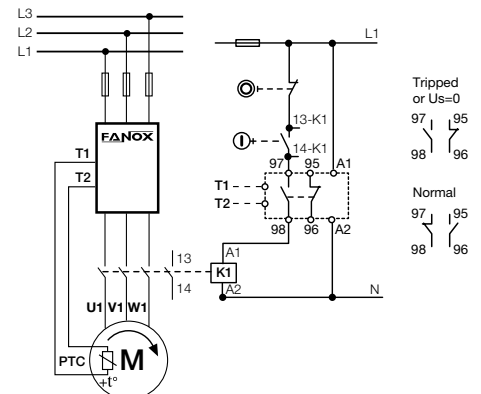 L3
L2
L1
FANOX
T1
T2
13
14
U1 V1 W1
PTC
M
+t°
L1
13-K1
14-K1
97 95 A1
T1
T2
98 96 A2
A1
K1
A2
N
Tripped
or Us=0
97 95
98 96
Normal
97 95
98 96